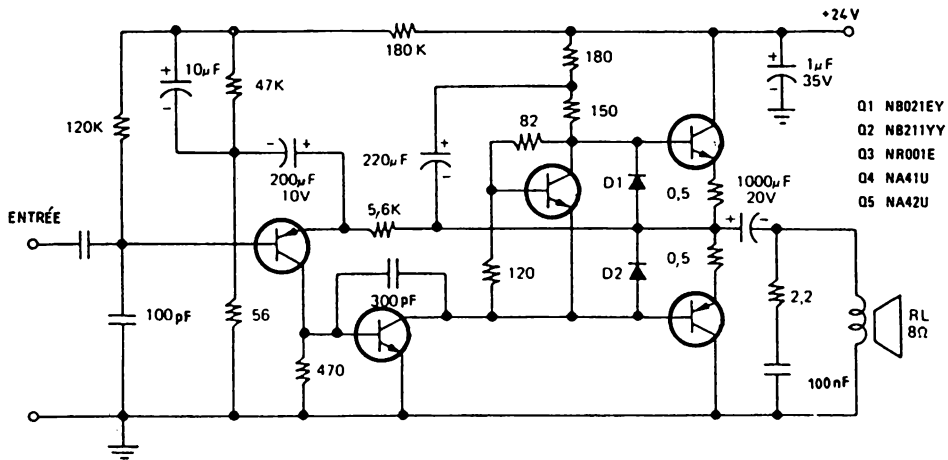 +24V
180K
10µF
+
-
47K
180
+
1µF
35V
-
120K
150
82
Q1 NB021EY
Q2 NB211YY
Q3 NR001E
Q4 NA41U
Q5 NA42U
- +
200µF
10V
220µF
+
-
D1
0,5
1000µF
20V
+ -
ENTRÉE
5,6K
D2
0,5
120
2,2
100pF
56
300pF
RL
8Ω
470
100nF